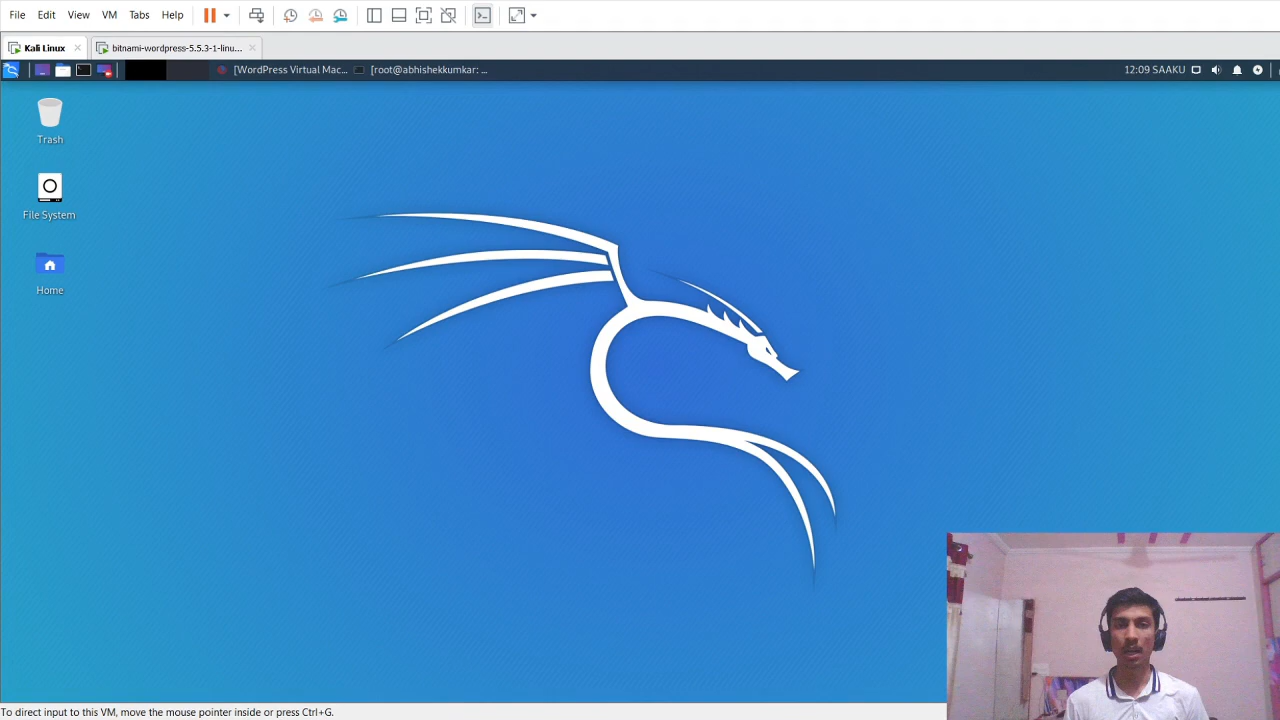 File Edit View VM Tabs Help
Kali Linux bitnami-wordpress-5.5.3-1-linu...
[WordPress Virtual Mac... [root@abhishekkumkar: ... 12:09 SAAKU
Trash
File System
Home
To direct input to this VM, move the mouse pointer inside or press Ctrl+G.